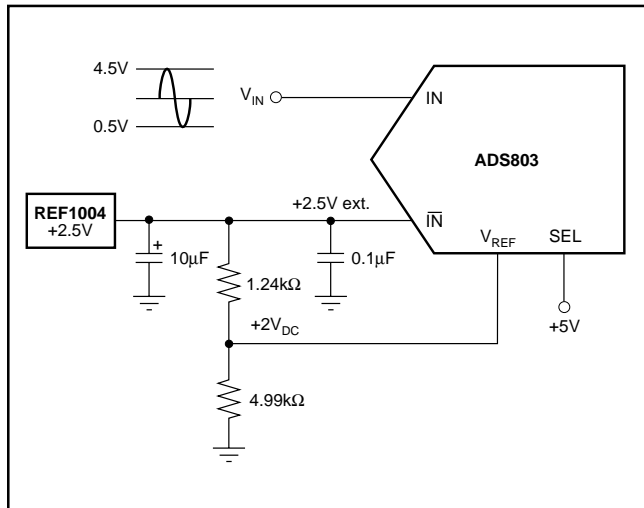 4.5V
0.5V
V_IN
IN
ADS803
REF1004
+2.5V
+2.5V ext.
IN̅
V_REF
SEL
+
10µF
1.24kΩ
0.1µF
+2V_DC
+5V
4.99kΩ